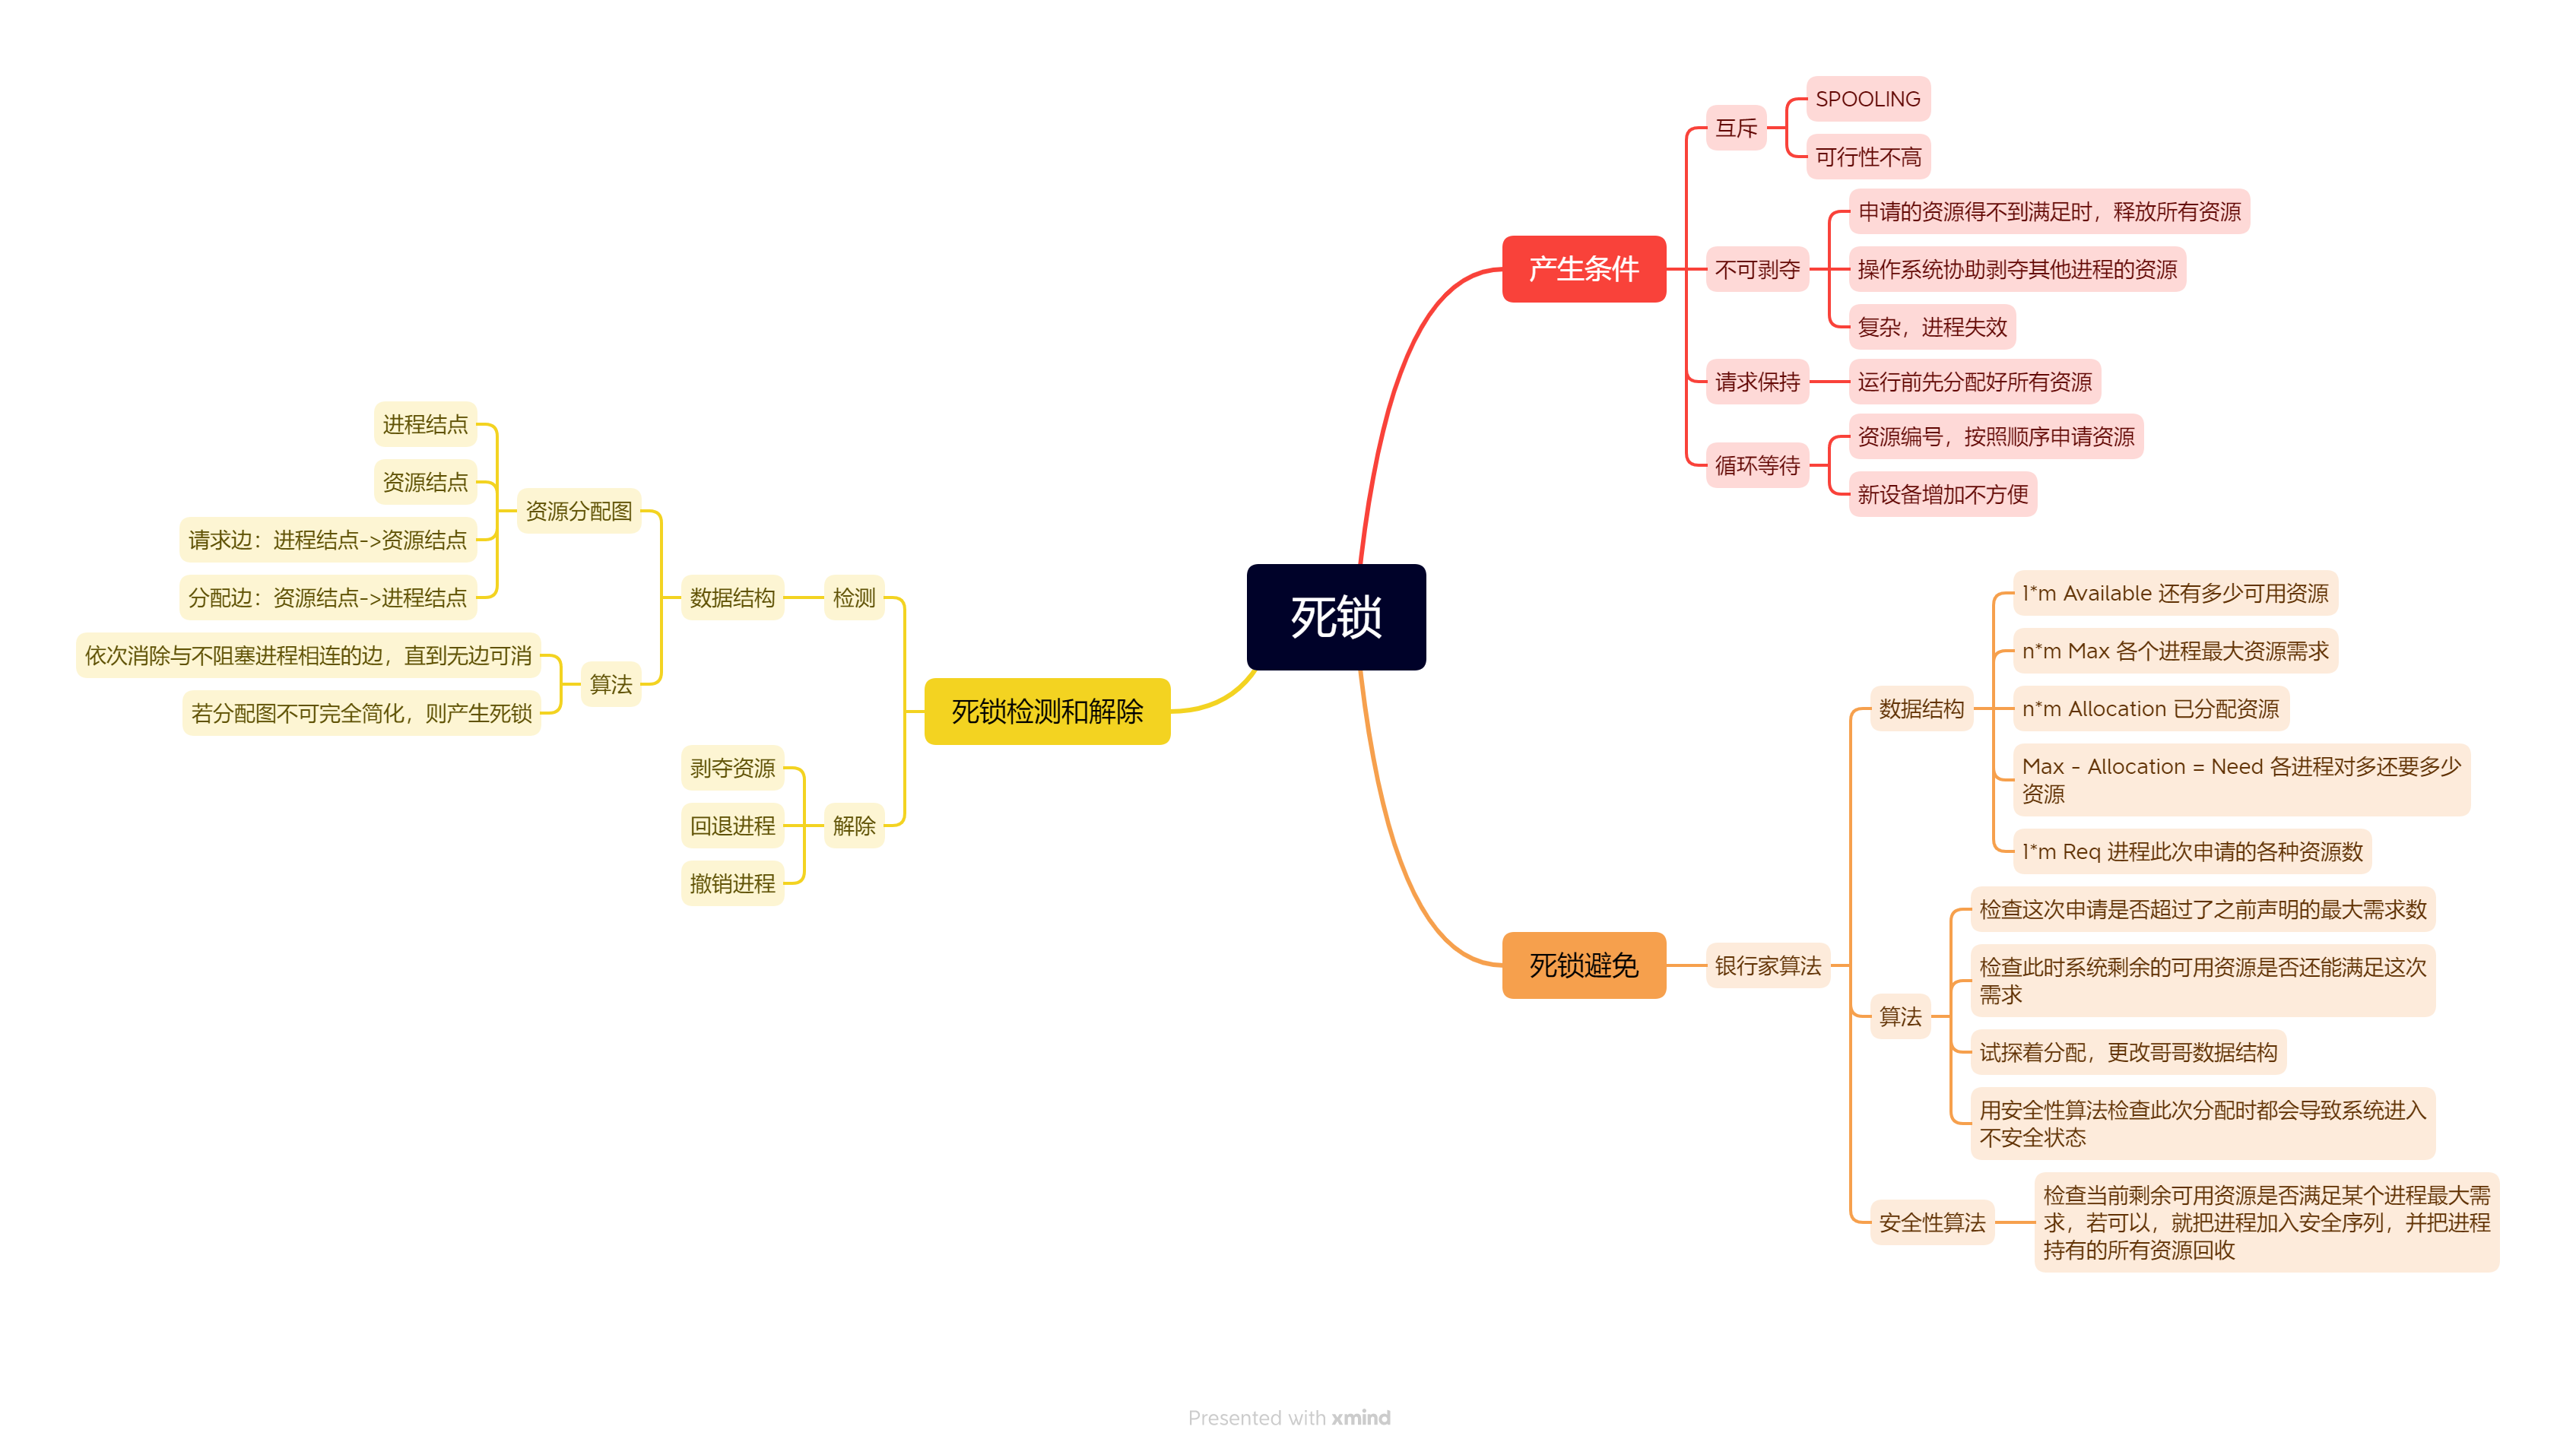 死锁
产生条件
互斥
SPOOLING
可行性不高
不可剥夺
申请的资源得不到满足时，释放所有资源
操作系统协助剥夺其他进程的资源
复杂，进程失效
请求保持
运行前先分配好所有资源
循环等待
资源编号，按照顺序申请资源
新设备增加不方便
死锁避免
银行家算法
数据结构
1*m Available 还有多少可用资源
n*m Max 各个进程最大资源需求
n*m Allocation 已分配资源
Max - Allocation = Need 各进程对多还要多少
资源
1*m Req 进程此次申请的各种资源数
算法
检查这次申请是否超过了之前声明的最大需求数
检查此时系统剩余的可用资源是否还能满足这次
需求
试探着分配，更改哥哥数据结构
用安全性算法检查此次分配时都会导致系统进入
不安全状态
安全性算法
检查当前剩余可用资源是否满足某个进程最大需
求，若可以，就把进程加入安全序列，并把进程
持有的所有资源回收
死锁检测和解除
检测
数据结构
资源分配图
进程结点
资源结点
请求边：进程结点->资源结点
分配边：资源结点->进程结点
算法
依次消除与不阻塞进程相连的边，直到无边可消
若分配图不可完全简化，则产生死锁
解除
剥夺资源
回退进程
撤销进程
Presented with xmind